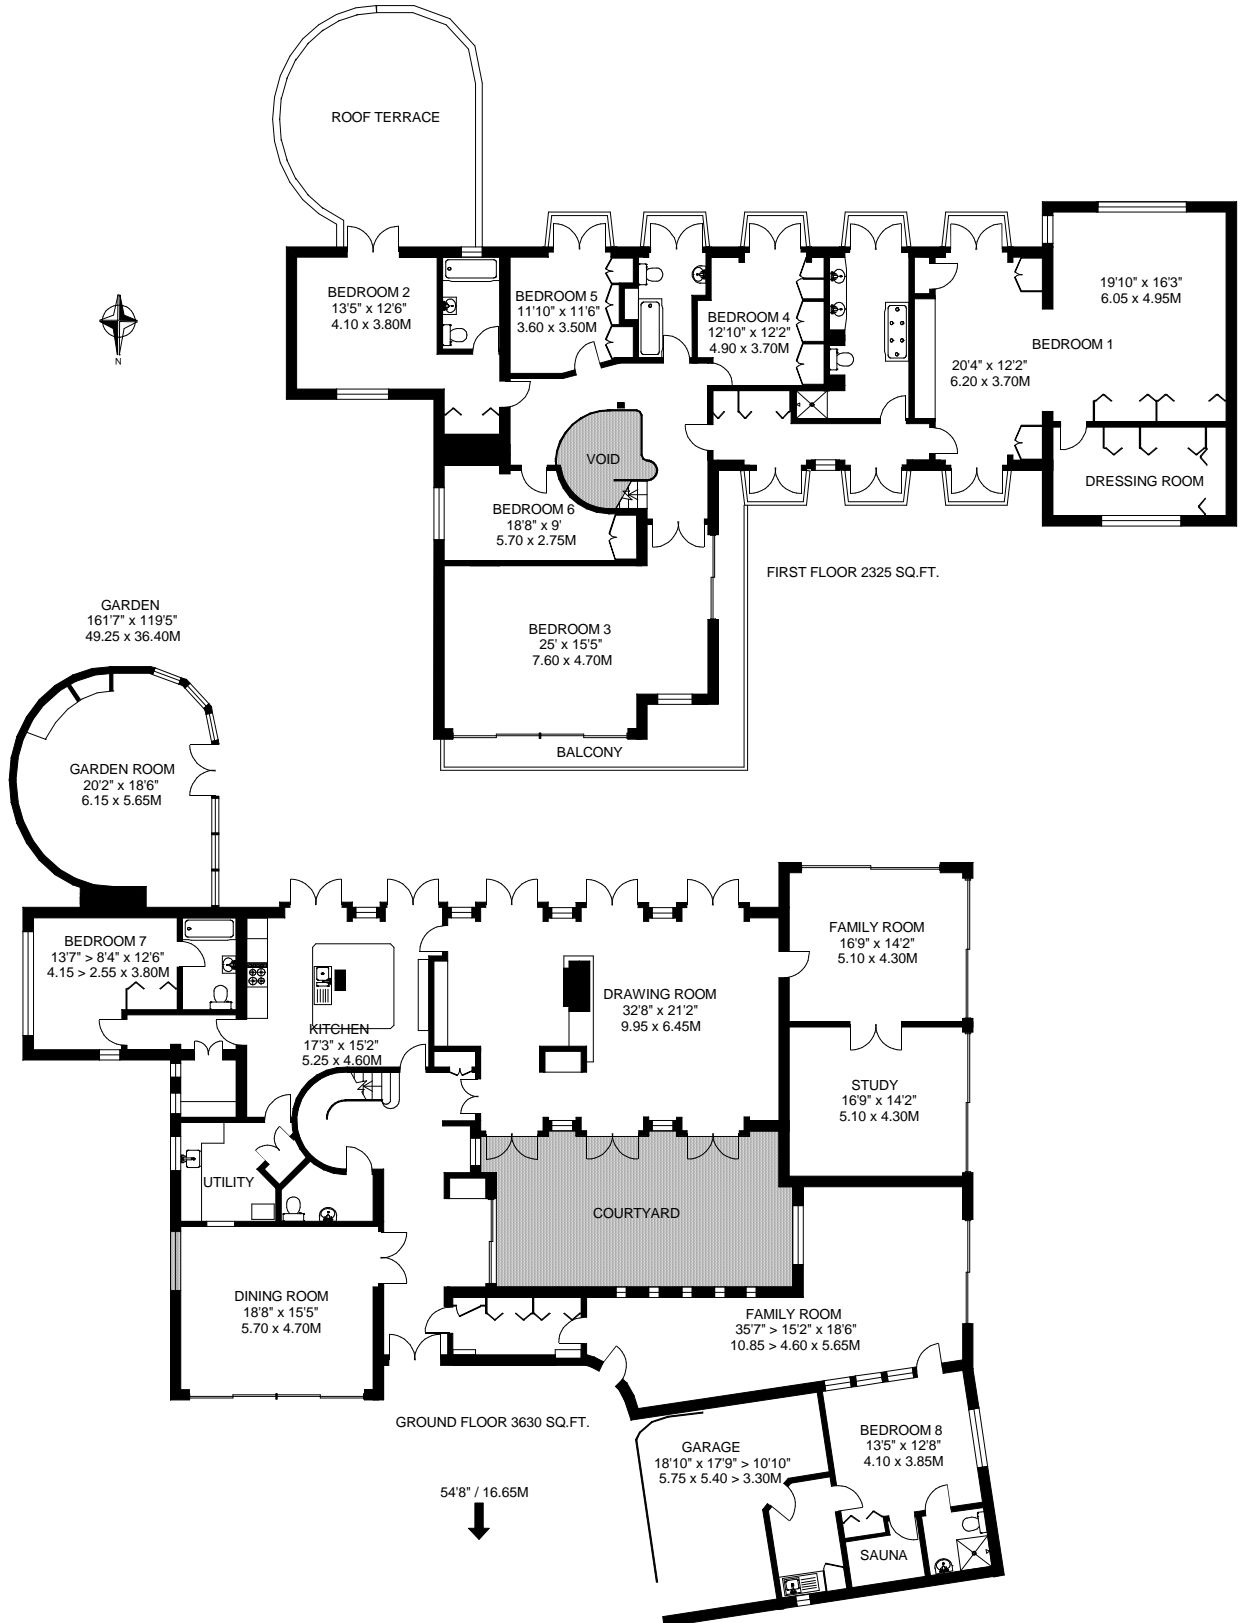 ROOF TERRACE
BEDROOM 2
13'5" x 12'6"
4.10 x 3.80M
BEDROOM 5
11'10" x 11'6"
3.60 x 3.50M
BEDROOM 4
12'10" x 12'2"
4.90 x 3.70M
19'10" x 16'3"
6.05 x 4.95M
BEDROOM 1
20'4" x 12'2"
6.20 x 3.70M
N
VOID
DRESSING ROOM
BEDROOM 6
18'8" x 9'
5.70 x 2.75M
FIRST FLOOR 2325 SQ.FT.
BEDROOM 3
25' x 15'5"
7.60 x 4.70M
BALCONY
GARDEN
161'7" x 119'5"
49.25 x 36.40M
GARDEN ROOM
20'2" x 18'6"
6.15 x 5.65M
BEDROOM 7
13'7" > 8'4" x 12'6"
4.15 > 2.55 x 3.80M
KITCHEN
17'3" x 15'2"
5.25 x 4.60M
DRAWING ROOM
32'8" x 21'2"
9.95 x 6.45M
FAMILY ROOM
16'9" x 14'2"
5.10 x 4.30M
STUDY
16'9" x 14'2"
5.10 x 4.30M
UTILITY
COURTYARD
DINING ROOM
18'8" x 15'5"
5.70 x 4.70M
FAMILY ROOM
35'7" > 15'2" x 18'6"
10.85 > 4.60 x 5.65M
GROUND FLOOR 3630 SQ.FT.
GARAGE
18'10" x 17'9" > 10'10"
5.75 x 5.40 > 3.30M
BEDROOM 8
13'5" x 12'8"
4.10 x 3.85M
54'8" / 16.65M
SAUNA